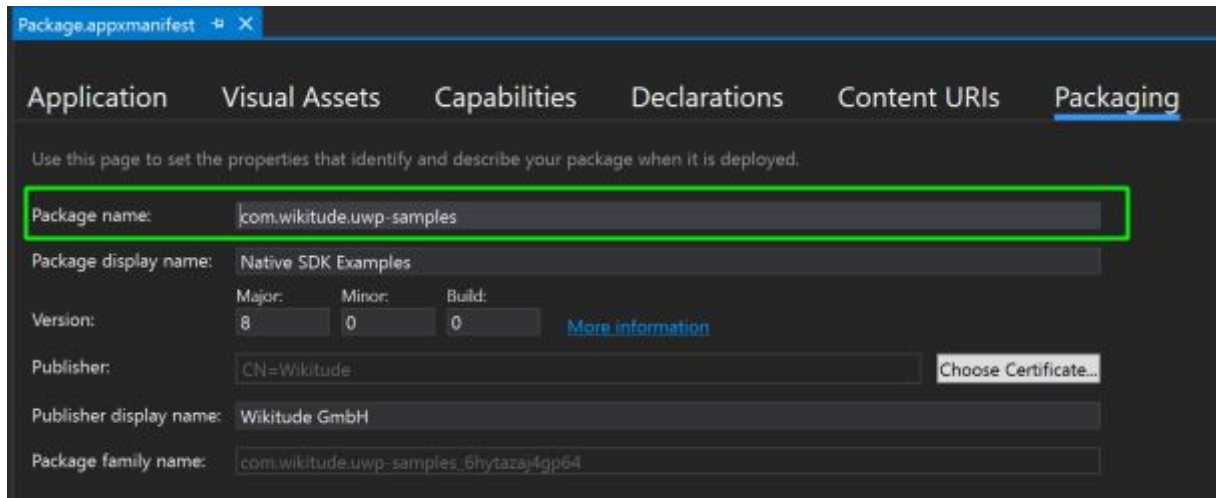 Package.appxmanifest
Application Visual Assets Capabilities Declarations Content URIs Packaging
Use this page to set the properties that identify and describe your package when it is deployed.
Package name: com.wikitude.uwp-samples
Package display name: Native SDK Examples
Major: Minor: Build:
Version: 8 0 0 More information
Publisher: CN=Wikitude Choose Certificate...
Publisher display name: Wikitude GmbH
Package family name: com.wikitude.uwp-samples_6hytazaj4gp64